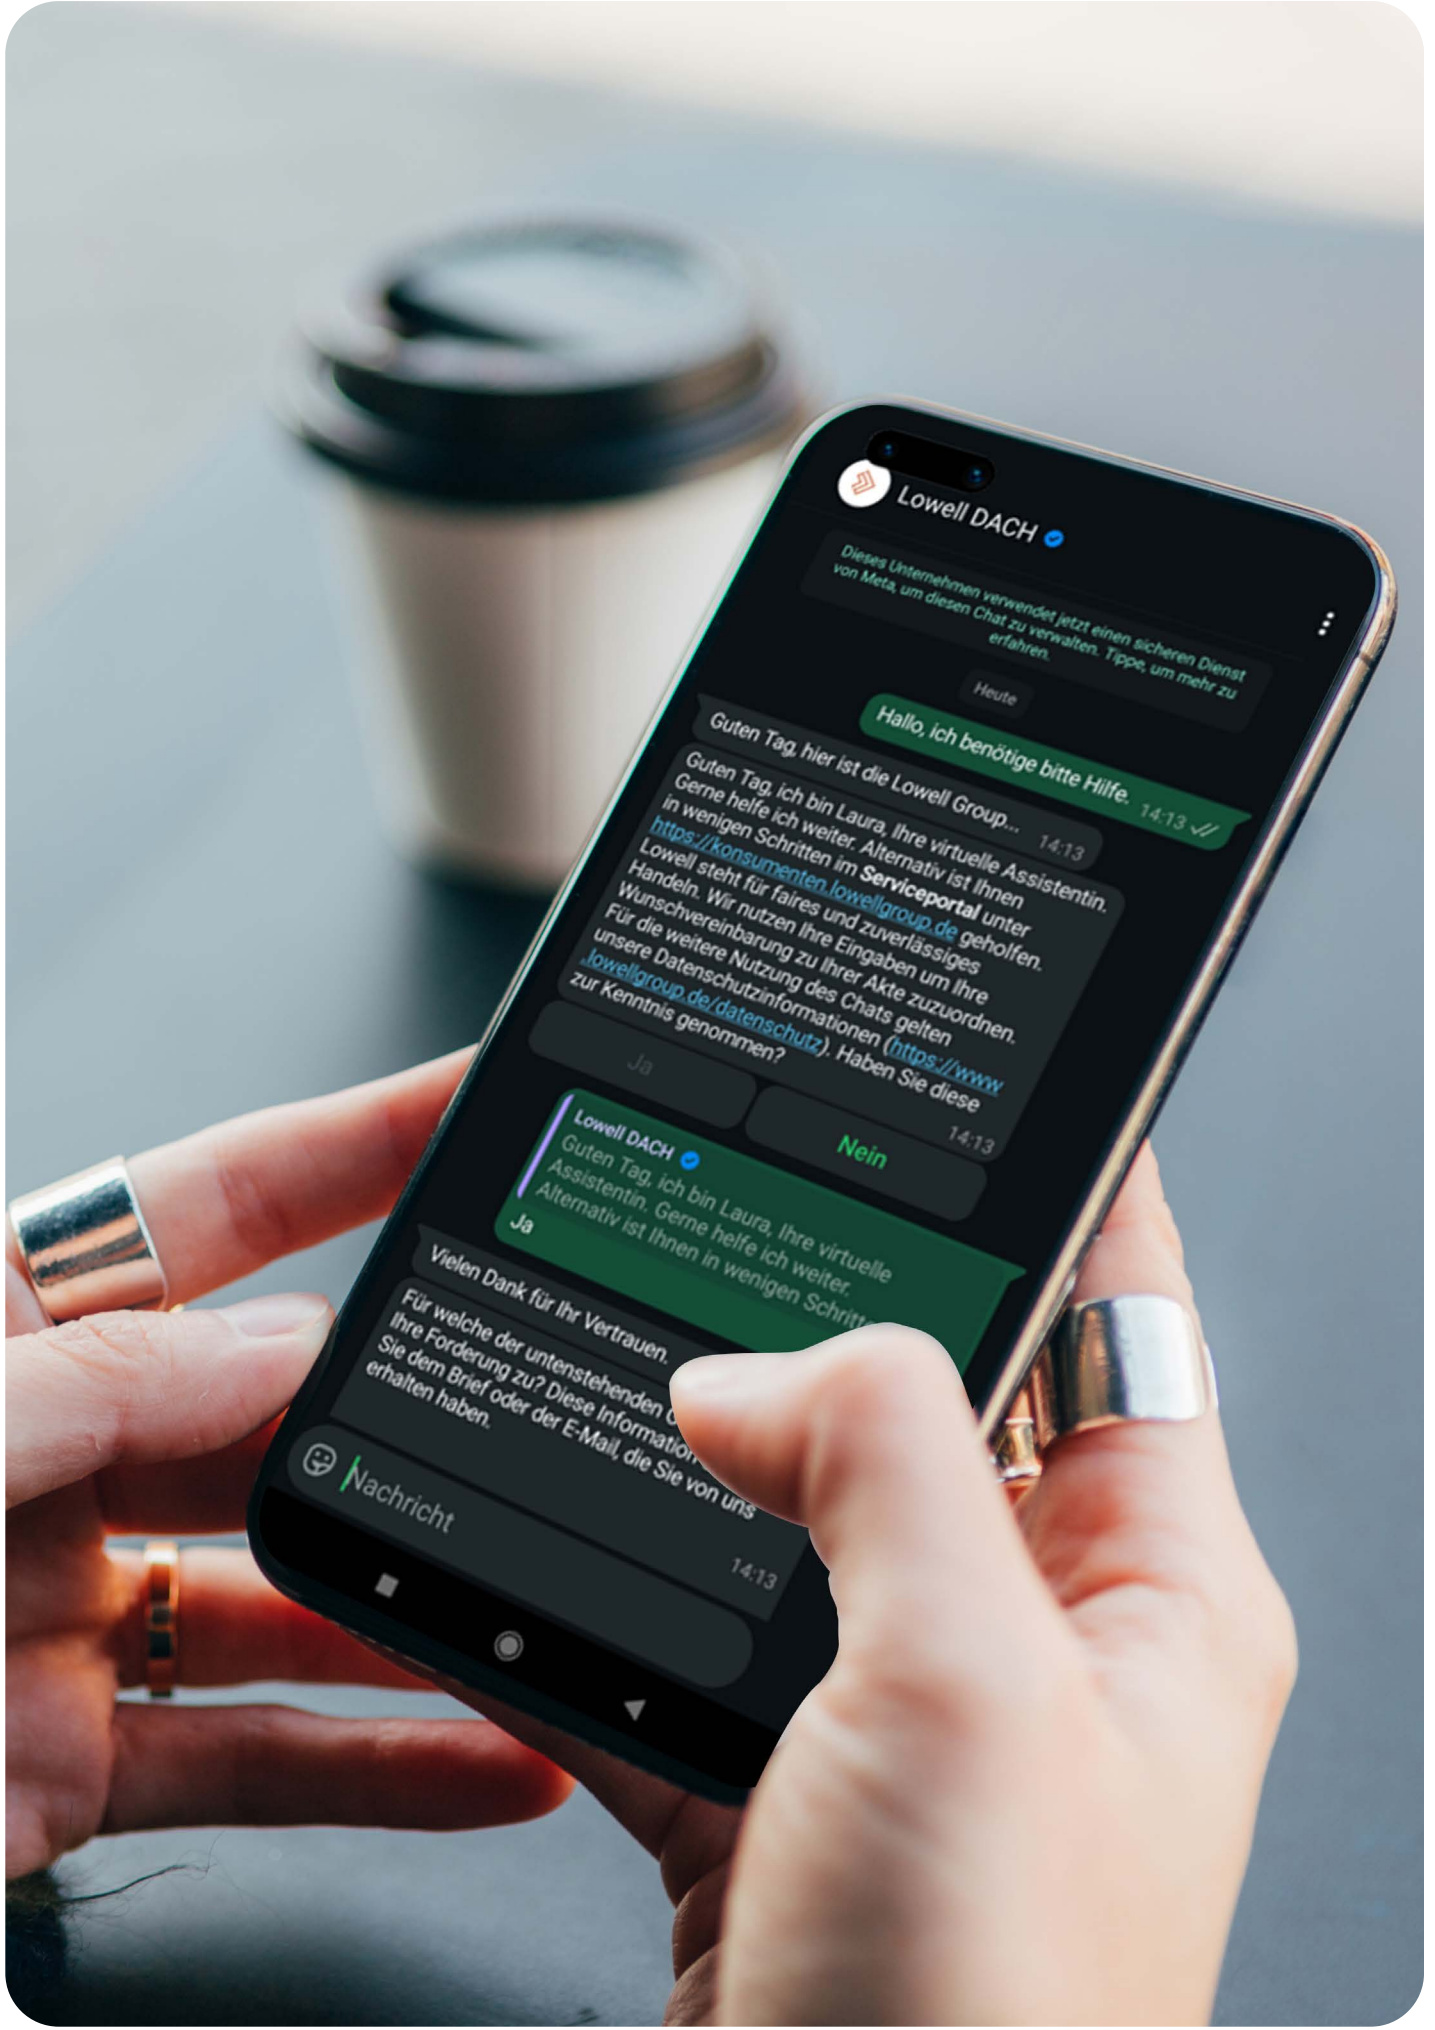 Lowell DACH
Dieses Unternehmen verwendet jetzt einen sicheren Dienst
von Meta, um diesen Chat zu verwalten. Tippe, um mehr zu
erfahren.
Heute
Hallo, ich benötige bitte Hilfe. 14:13
Guten Tag, hier ist die Lowell Group... 14:13
Guten Tag, ich bin Laura, Ihre virtuelle Assistentin.
Gerne helfe ich weiter. Alternativ ist Ihnen
in wenigen Schritten im Serviceportal unter
https://konsumenten.lowellgroup.de geholfen.
Lowell steht für faires und zuverlässiges
Handeln. Wir nutzen Ihre Eingaben um Ihre
Wunschvereinbarung zu Ihrer Akte zuzuordnen.
Für die weitere Nutzung des Chats gelten
unsere Datenschutzinformationen (https://www
.lowellgroup.de/datenschutz). Haben Sie diese
zur Kenntnis genommen?
14:13
Ja
Nein
Lowell DACH
Guten Tag, ich bin Laura, Ihre virtuelle
Assistentin. Gerne helfe ich weiter.
Alternativ ist Ihnen in wenigen Schritte
Ja
Vielen Dank für Ihr Vertrauen.
Für welche der untenstehenden
Ihre Forderung zu? Diese Information
Sie dem Brief oder der E-Mail, die Sie von uns
erhalten haben.
14:13
Nachricht